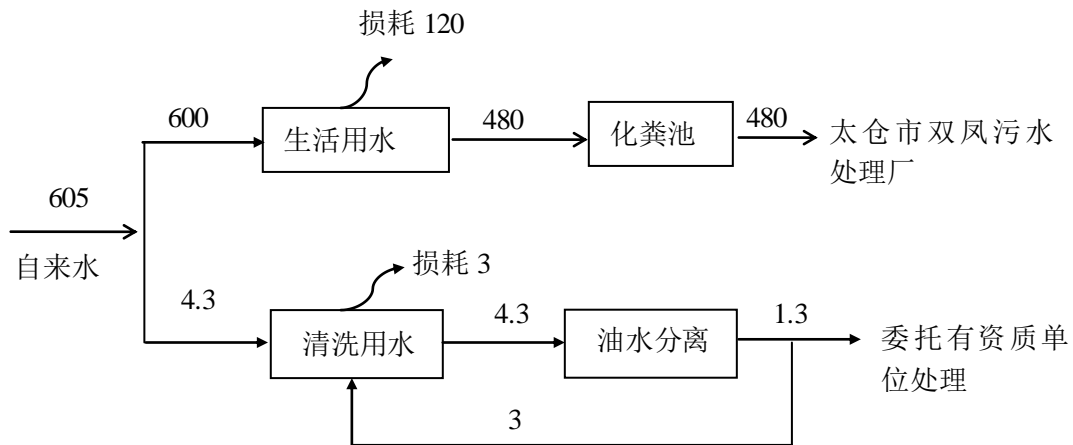 损耗 120
600
生活用水
480
化粪池
480
太仓市双凤污水
处理厂
605
自来水
损耗 3
4.3
清洗用水
4.3
油水分离
1.3
委托有资质单
位处理
3